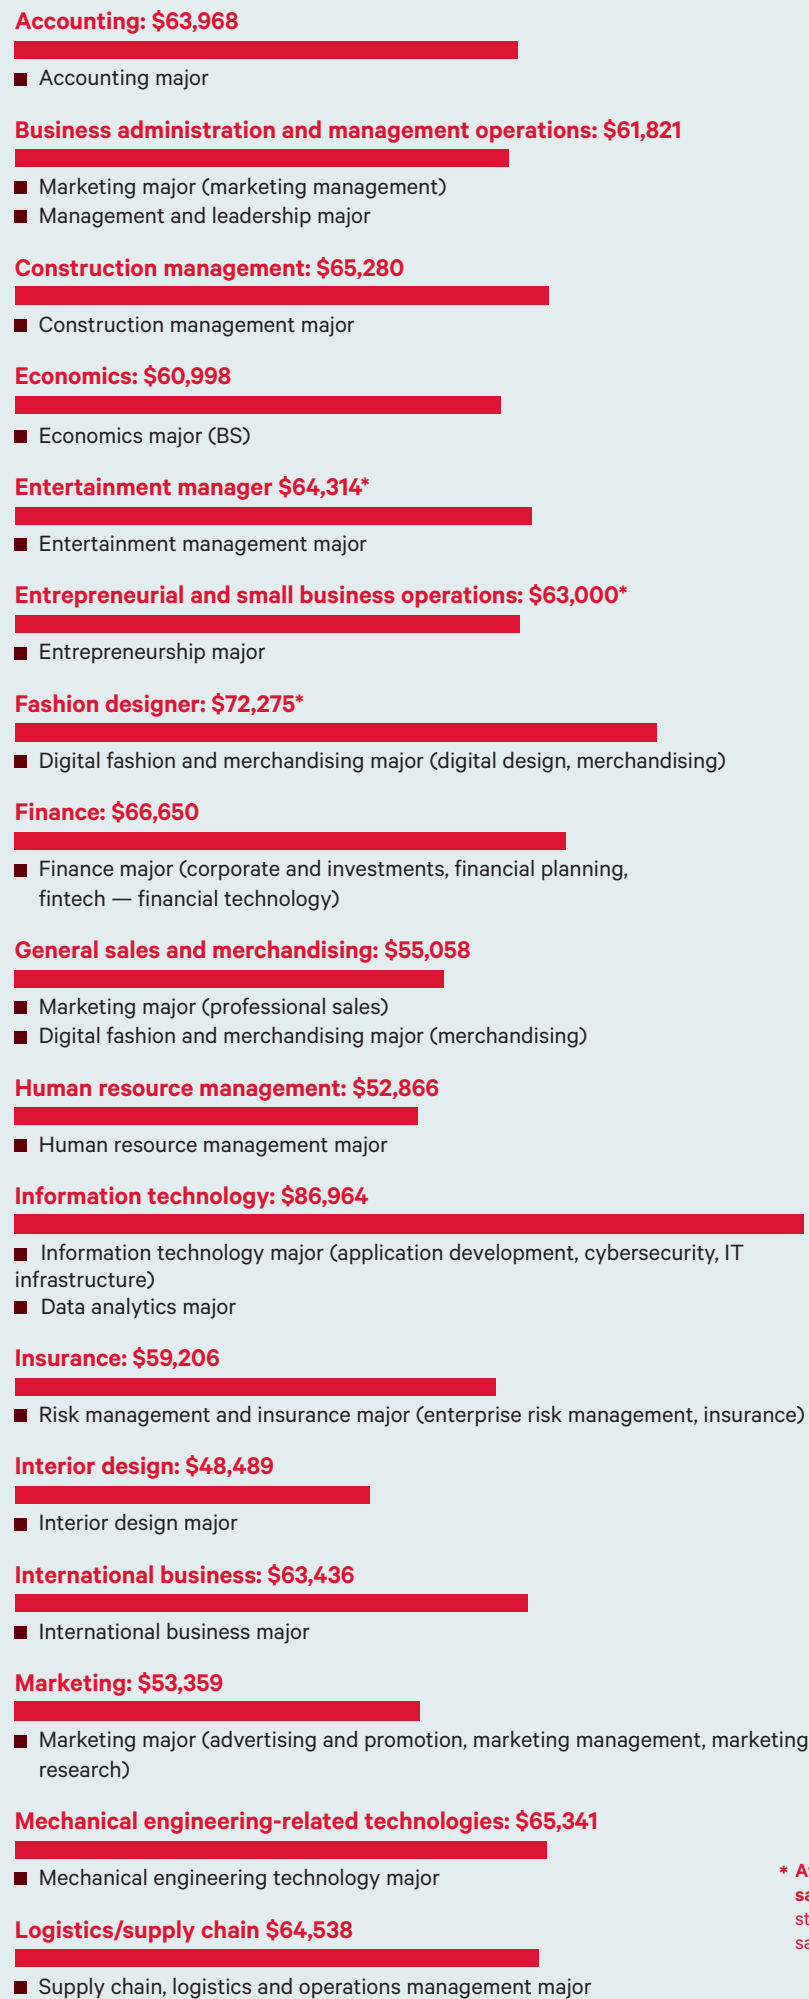 Accounting: $63,968
Accounting major
Business administration and management operations: $61,821
Marketing major (marketing management)
Management and leadership major
Construction management: $65,280
Construction management major
Economics: $60,998
Economics major (BS)
Entertainment manager $64,314*
Entertainment management major
Entrepreneurial and small business operations: $63,000*
Entrepreneurship major
Fashion designer: $72,275*
Digital fashion and merchandising major (digital design, merchandising)
Finance: $66,650
Finance major (corporate and investments, financial planning,
fintech — financial technology)
General sales and merchandising: $55,058
Marketing major (professional sales)
Digital fashion and merchandising major (merchandising)
Human resource management: $52,866
Human resource management major
Information technology: $86,964
Information technology major (application development, cybersecurity, IT
infrastructure)
Data analytics major
Insurance: $59,206
Risk management and insurance major (enterprise risk management, insurance)
Interior design: $48,489
Interior design major
International business: $63,436
International business major
Marketing: $53,359
Marketing major (advertising and promotion, marketing management, marketing
research)
Mechanical engineering-related technologies: $65,341
Mechanical engineering technology major
Logistics/supply chain $64,538
Supply chain, logistics and operations management major